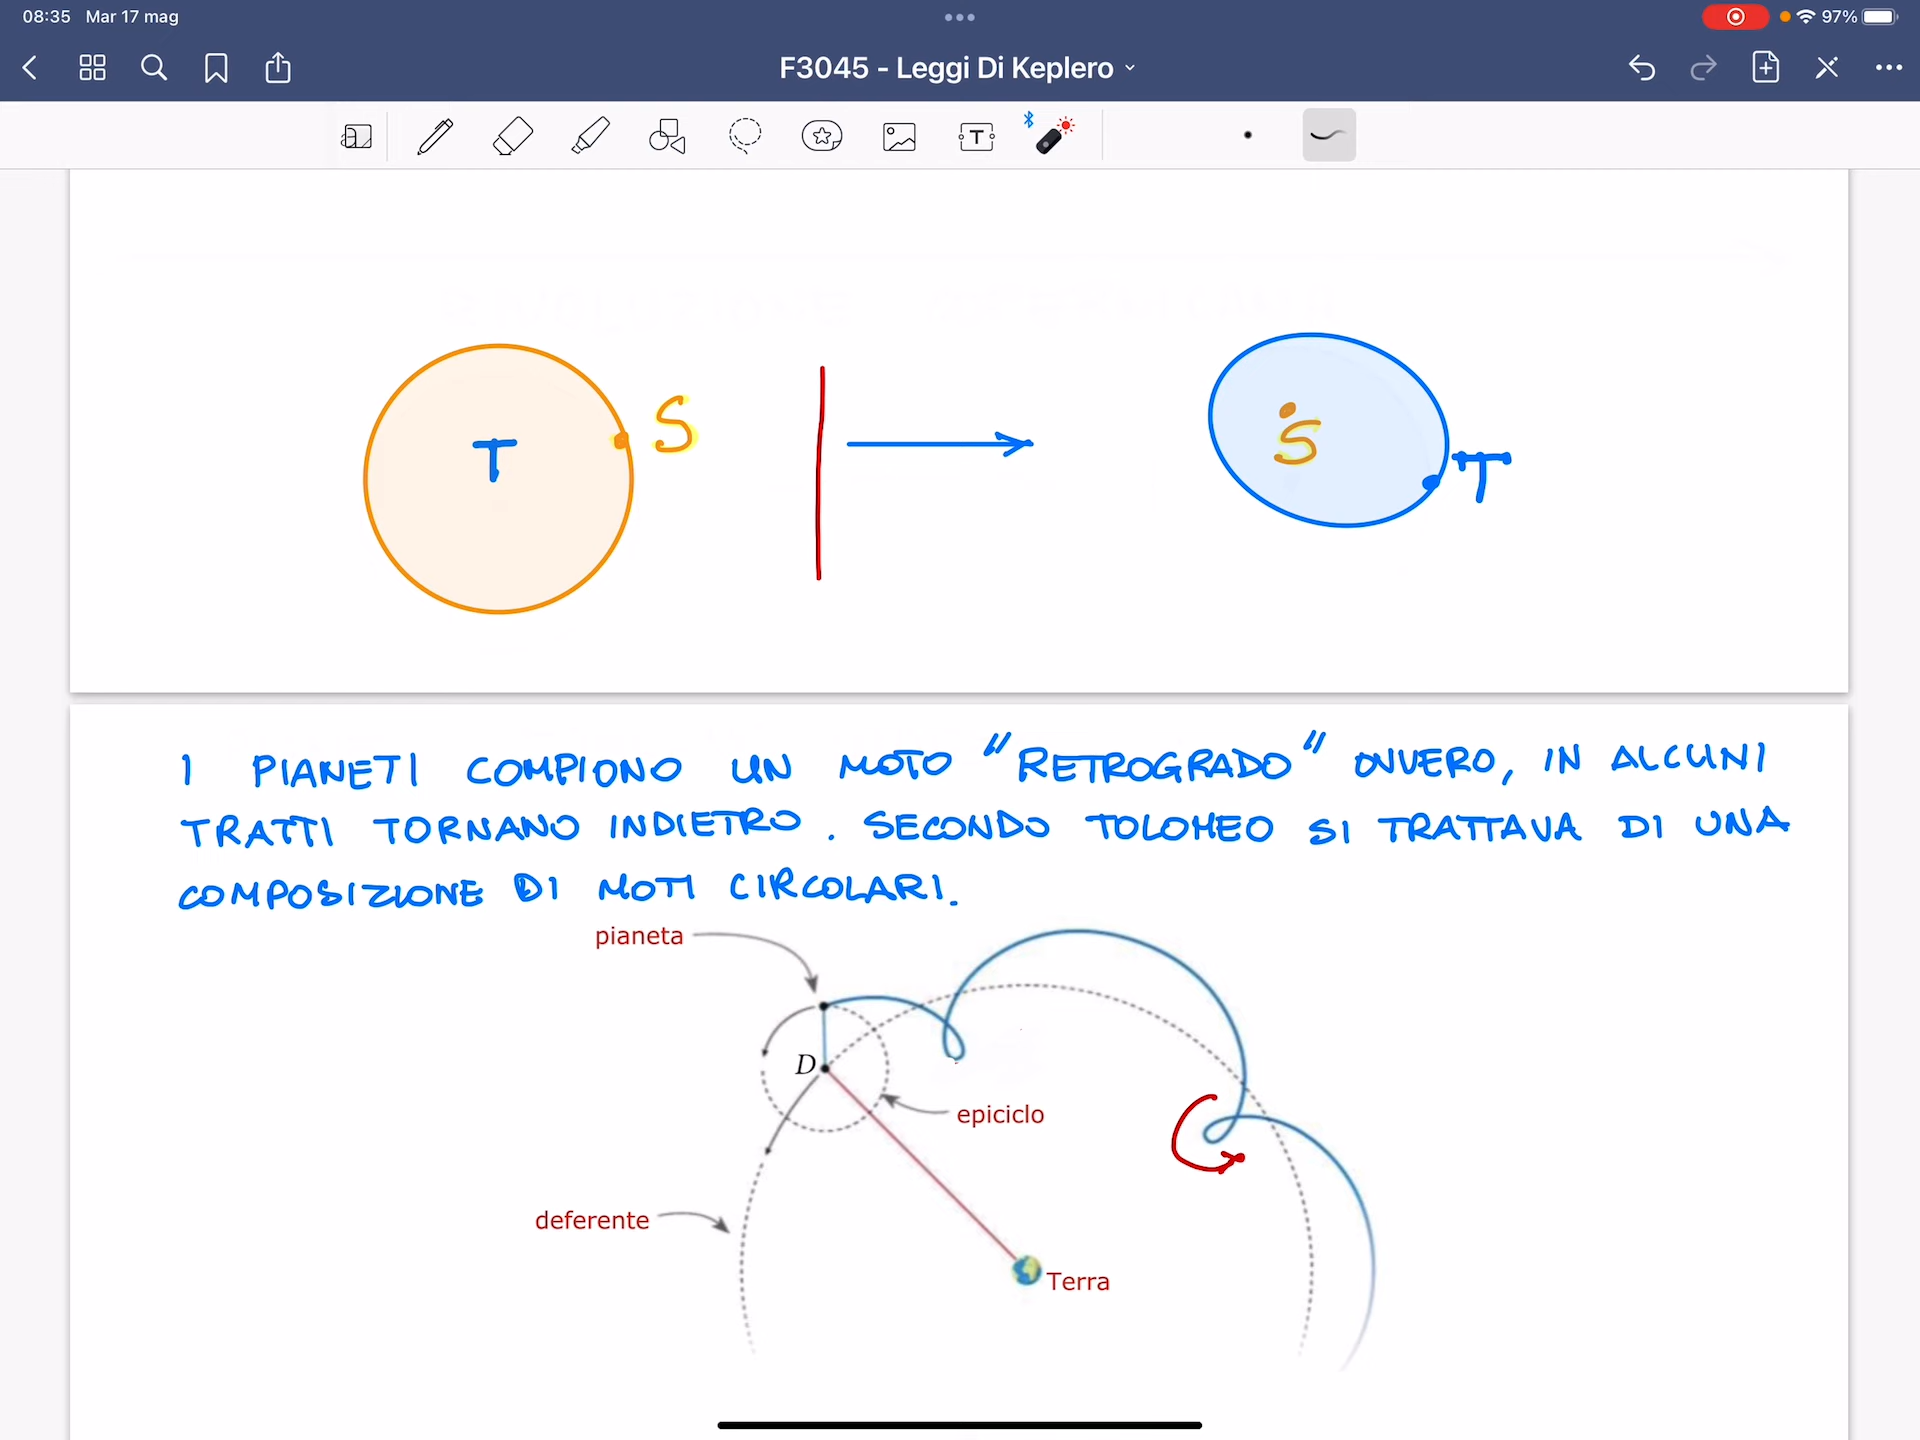 08:35 Mar 17 mag
97%
F3045 - Leggi Di Keplero
T
S
S
T
I PIANETI COMPIONO UN MOTO "RETROGRADO" OVVERO, IN ALCUNI
TRATTI TORNANO INDIETRO. SECONDO TOLOMEO SI TRATTAVA DI UNA
COMPOSIZIONE DI MOTI CIRCOLARI.
pianeta
D
epiciclo
deferente
Terra